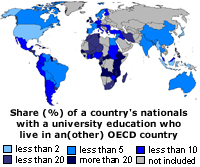 Share (%) of a country's nationals
with a university education who
live in an(other) OECD country
less than 2 less than 5 less than 10
less than 20 more than 20 not included